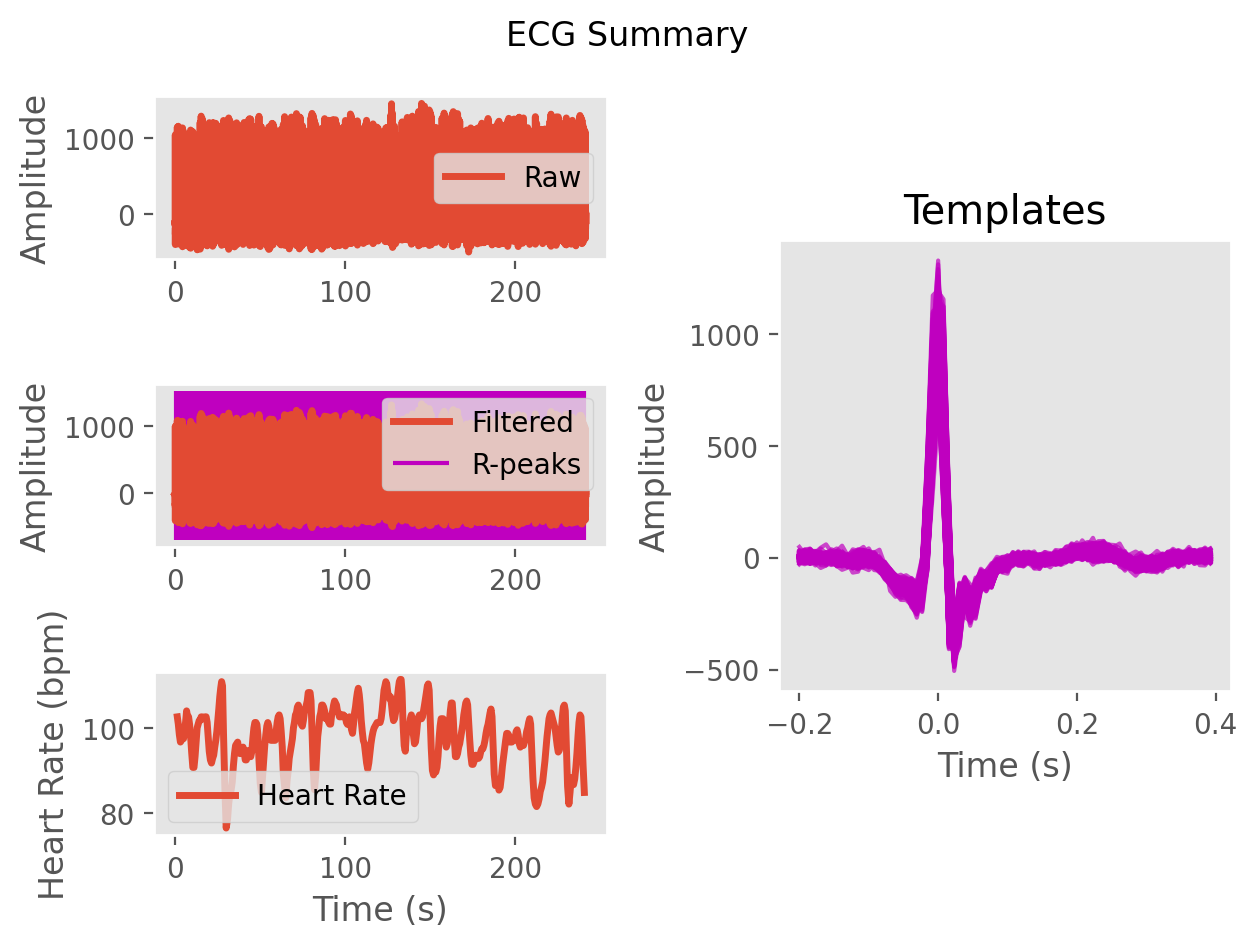 ECG Summary
Amplitude
1000
0
Raw
0
100
200
Amplitude
1000
0
Filtered
R-peaks
0
100
200
Heart Rate (bpm)
100
80
Heart Rate
0
100
200
Time (s)
Templates
Amplitude
1000
500
0
−500
−0.2
0.0
0.2
0.4
Time (s)